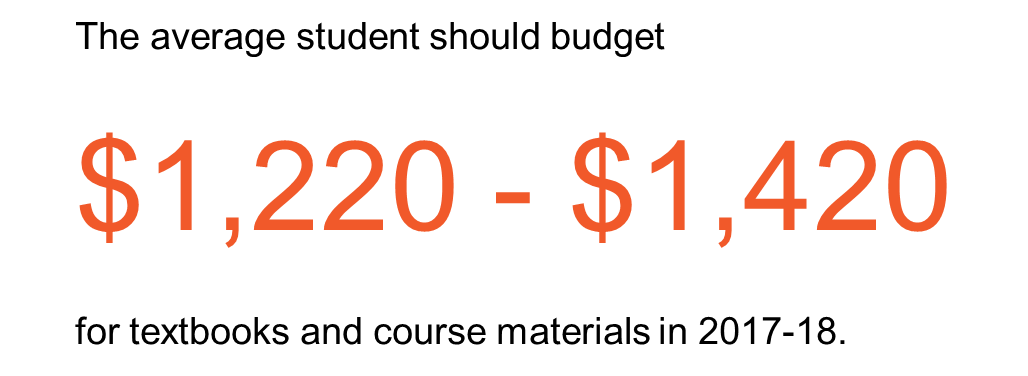 The average student should budget
$1,220 - $1,420
for textbooks and course materials in 2017-18.